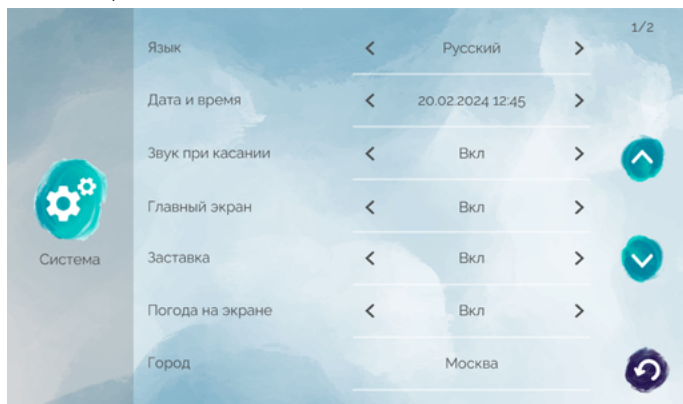 1/2
Язык
Русский
Дата и время
20.02.2024 12:45
Звук при касании
Вкл
Главный экран
Вкл
Система
Заставка
Вкл
Погода на экране
Вкл
Город
Москва